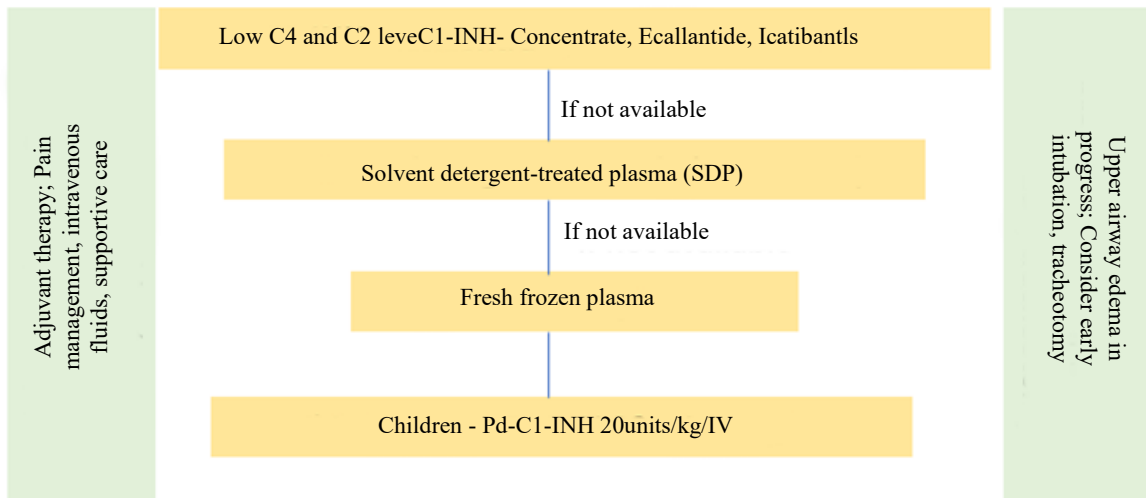 Low C4 and C2 leveC1-INH- Concentrate, Ecallantide, Icatibantls
If not available
Solvent detergent-treated plasma (SDP)
If not available
Fresh frozen plasma
Children - Pd-C1-INH 20units/kg/IV
Adjuvant therapy; Pain
management, intravenous
fluids, supportive care
Upper airway edema in
progress; Consider early
intubation, tracheotomy